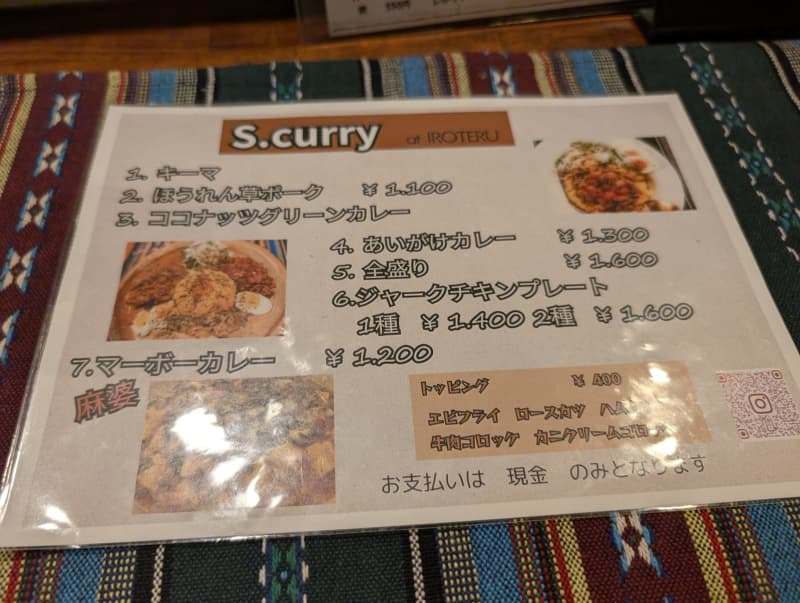 S.curry at IROTERU
1. キーマ
2. ほうれん草ポーク ¥ 1.100
3. ココナッツグリーンカレー
4. あいがけカレー ¥ 1.300
5. 全盛り ¥ 1.600
6.ジャークチキンプレート
1種 ¥ 1.400 2種 ¥ 1.600
7.マーボーカレー ¥ 1.200
麻婆
トッピング ¥ 400
エビフライ ロースカツ
牛肉コロッケ カニクリームコロッケ
お支払いは 現金 のみとなります